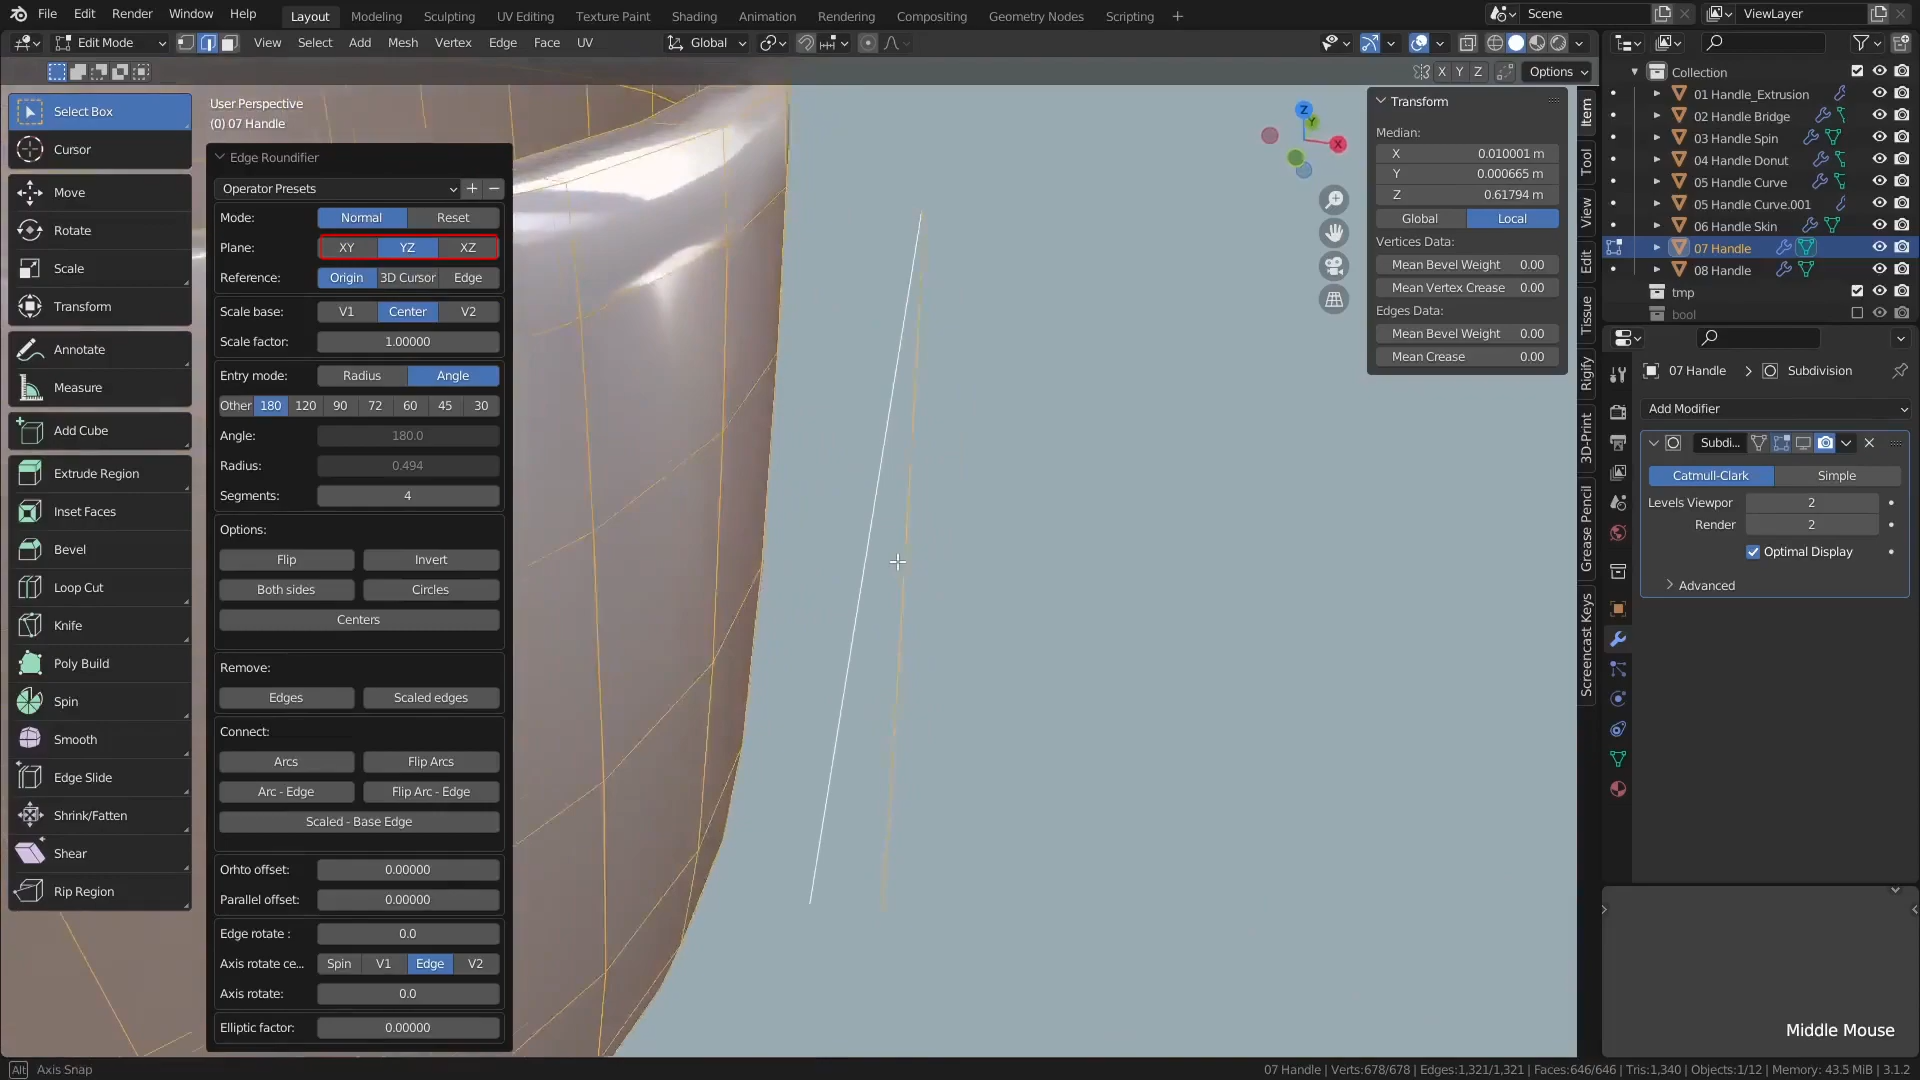 File Edit Render Window Help Layout Modeling Sculpting UV Editing Texture Paint Shading Animation Rendering Compositing Geometry Nodes Scripting + Scene ViewLayer
Edit Mode View Select Add Mesh Vertex Edge Face UV Global
X Y Z Options
Select Box
Cursor
Move
Rotate
Scale
Transform
Annotate
Measure
Add Cube
Extrude Region
Inset Faces
Bevel
Loop Cut
Knife
Poly Build
Spin
Smooth
Edge Slide
Shrink/Fatten
Shear
Rip Region
User Perspective
(0) 07 Handle
Edge Roundifier
Operator Presets
Mode: Normal Reset
Plane: XY YZ XZ
Reference: Origin 3D Cursor Edge
Scale base: V1 Center V2
Scale factor: 1.00000
Entry mode: Radius Angle
Other 180 120 90 72 60 45 30
Angle: 180.0
Radius: 0.494
Segments: 4
Options:
Flip Invert
Both sides Circles
Centers
Remove:
Edges Scaled edges
Connect:
Arcs Flip Arcs
Arc - Edge Flip Arc - Edge
Scaled - Base Edge
Orhto offset: 0.00000
Parallel offset: 0.00000
Edge rotate : 0.0
Axis rotate ce... Spin V1 Edge V2
Axis rotate: 0.0
Elliptic factor: 0.00000
Z
Y
X
Transform
Median:
X 0.010001 m
Y 0.000665 m
Z 0.61794 m
Global Local
Vertices Data:
Mean Bevel Weight 0.00
Mean Vertex Crease 0.00
Edges Data:
Mean Bevel Weight 0.00
Mean Crease 0.00
Item
Tool
View
Edit
Tissue
Rigify
3D-Print
Grease Pencil
Screencast Keys
Collection
01 Handle_Extrusion
02 Handle Bridge
03 Handle Spin
04 Handle Donut
05 Handle Curve
05 Handle Curve.001
06 Handle Skin
07 Handle
08 Handle
tmp
bool
07 Handle Subdivision
Add Modifier
Subdi...
Catmull-Clark Simple
Levels Viewpor 2
Render 2
Optimal Display
Advanced
Middle Mouse
Alt Axis Snap
07 Handle | Verts:678/678 | Edges:1,321/1,321 | Faces:646/646 | Tris:1,340 | Objects:1/12 | Memory: 43.5 MiB | 3.1.2